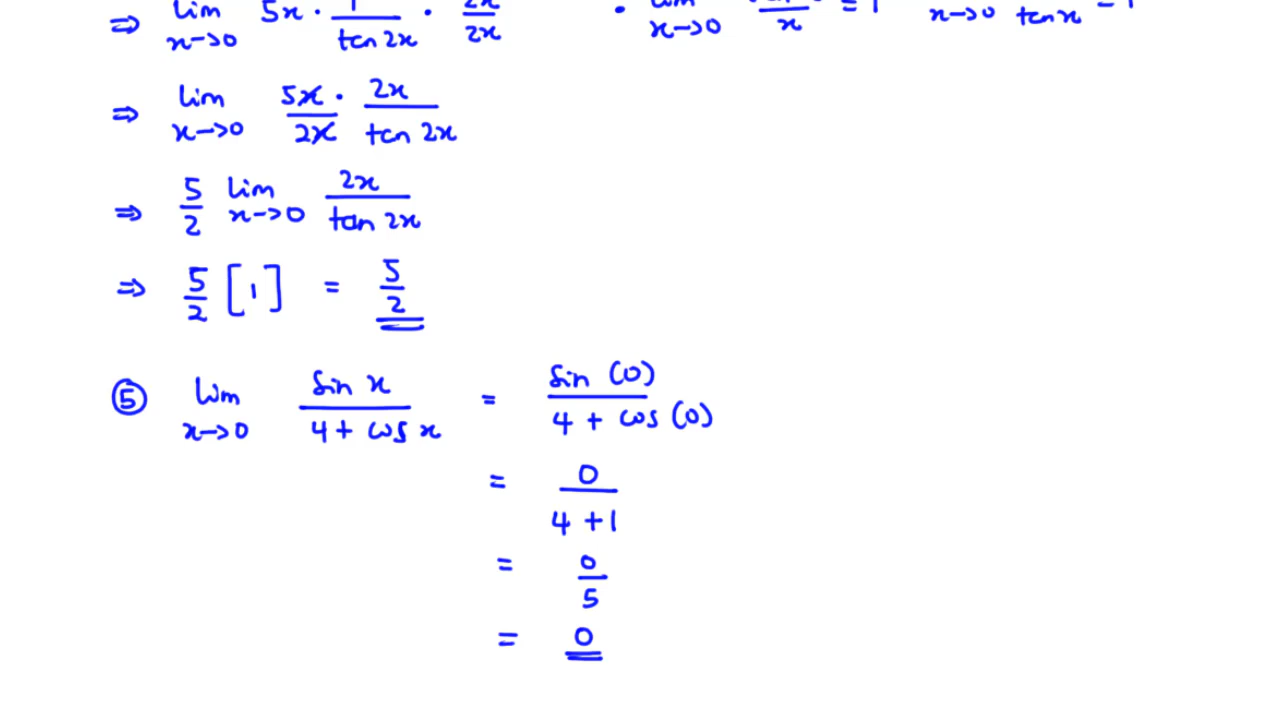 ⇒ lim x→0 5x · 1/tan 2x · 2x/2x · lim x→0 /x = 1 x→0 tan x = 1
⇒ lim x→0 5x/2x · 2x/tan 2x
⇒ 5/2 lim x→0 2x/tan 2x
⇒ 5/2 [1] = 5/2
⑤ lim x→0 sin x/4 + cos x = sin (0)/4 + cos (0)
= 0/4 + 1
= 0/5
= 0